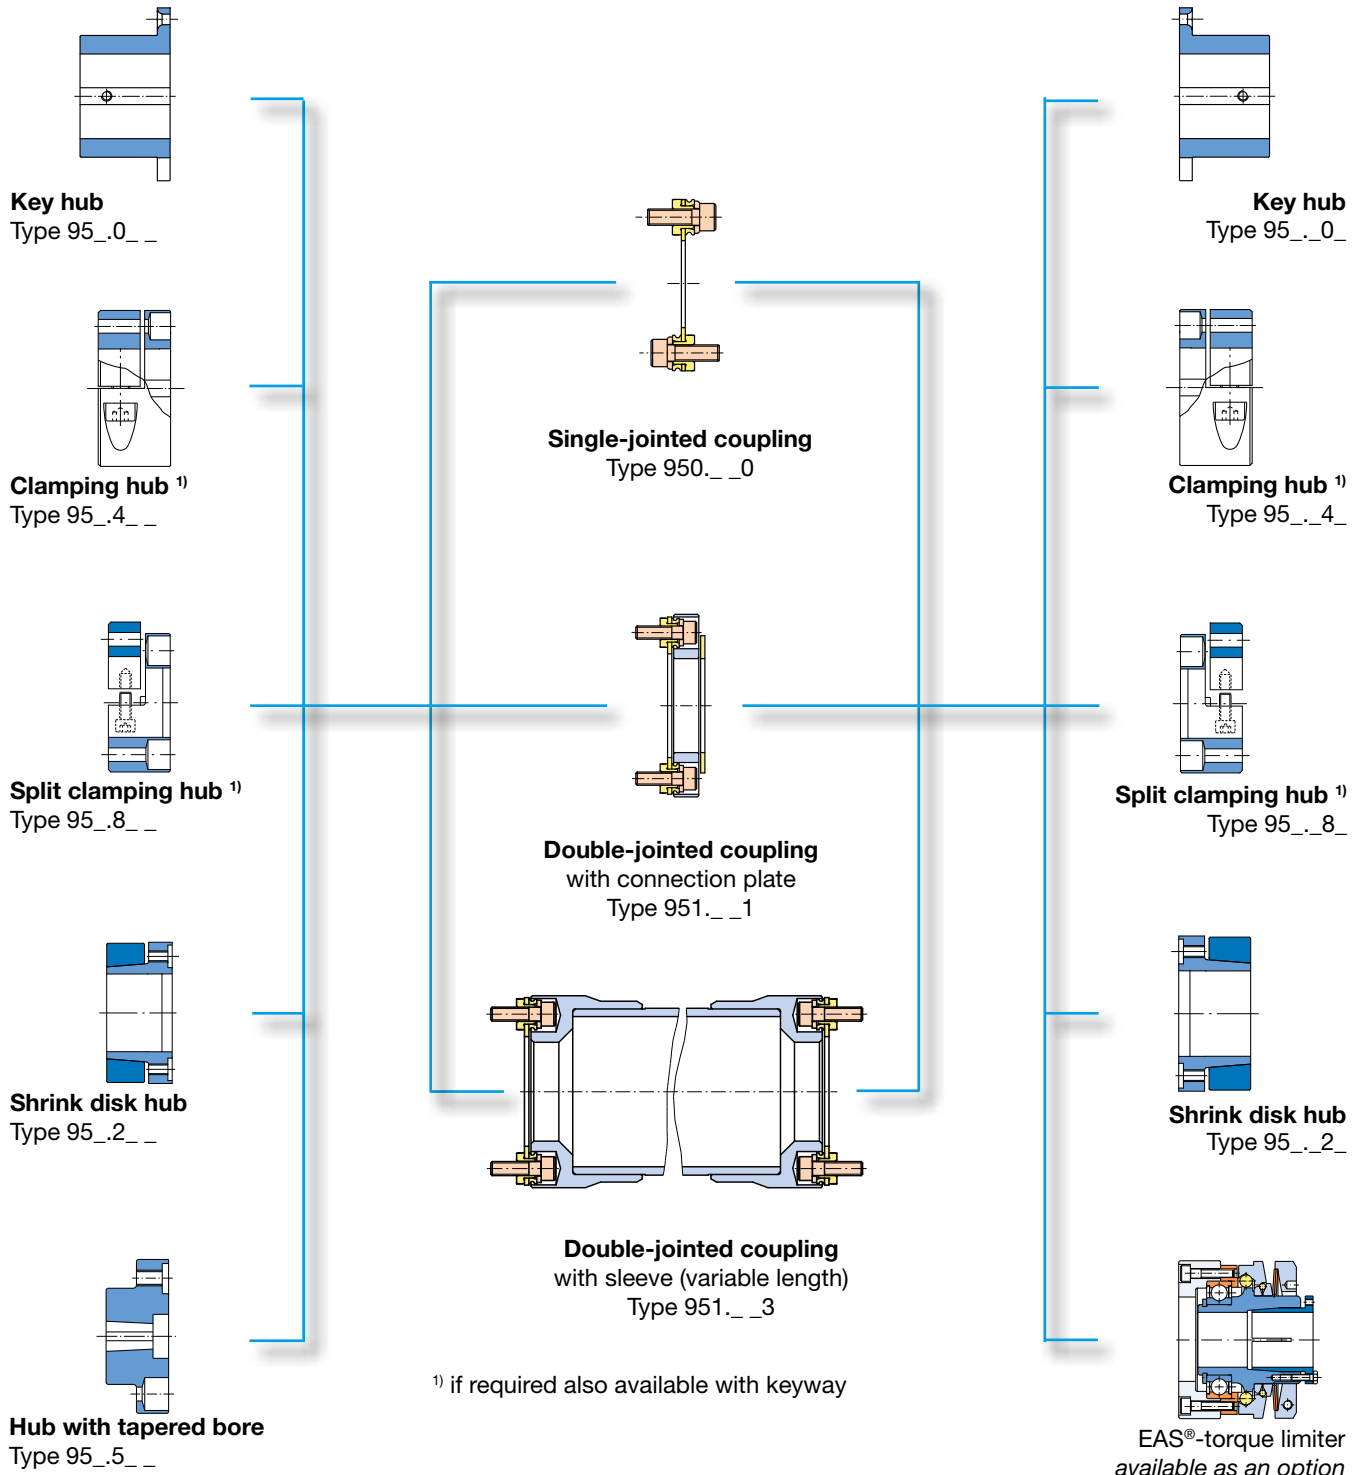 Key hub
Type 95_.0_ _
Clamping hub 1)
Type 95_.4_ _
Split clamping hub 1)
Type 95_.8_ _
Shrink disk hub
Type 95_.2_ _
Hub with tapered bore
Type 95_.5_ _
Single-jointed coupling
Type 950._ _0
Double-jointed coupling
with connection plate
Type 951._ _1
Double-jointed coupling
with sleeve (variable length)
Type 951._ _3
1) if required also available with keyway
Key hub
Type 95_._0_
Clamping hub 1)
Type 95_._4_
Split clamping hub 1)
Type 95_._8_
Shrink disk hub
Type 95_._2_
EAS®-torque limiter
available as an option